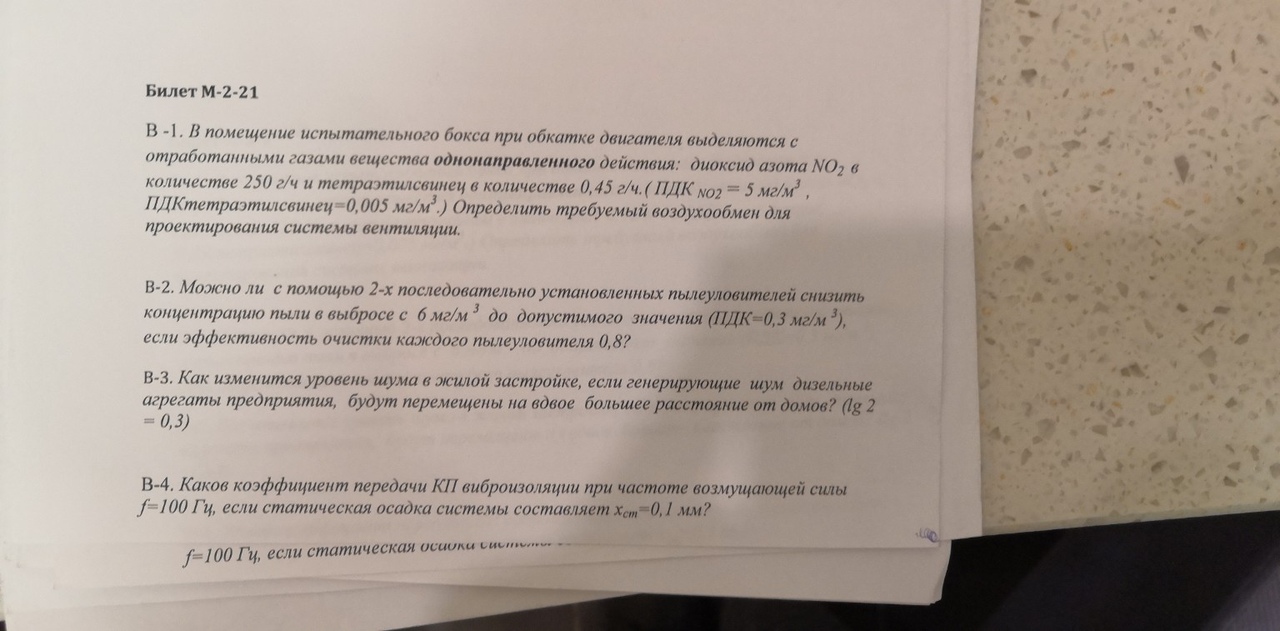 Билет М-2-21
В -1. В помещение испытательного бокса при обкатке двигателя выделяются с
отработанными газами вещества однонаправленного действия: диоксид азота NO2 в
количестве 250 г/ч и тетраэтилсвинец в количестве 0,45 г/ч.( ПДК NO2 = 5 мг/м3 ,
ПДКтетраэтилсвинец=0,005 мг/м3.) Определить требуемый воздухообмен для
проектирования системы вентиляции.
В-2. Можно ли с помощью 2-х последовательно установленных пылеуловителей снизить
концентрацию пыли в выбросе с 6 мг/м 3 до допустимого значения (ПДК=0,3 мг/м 3),
если эффективность очистки каждого пылеуловителя 0,8?
В-3. Как изменится уровень шума в жилой застройке, если генерирующие шум дизельные
агрегаты предприятия, будут перемещены на вдвое большее расстояние от домов? (lg 2
= 0,3)
В-4. Каков коэффициент передачи КП виброизоляции при частоте возмущающей силы
f=100 Гц, если статическая осадка системы составляет xст=0,1 мм?
f=100 Гц, если статическая осадка